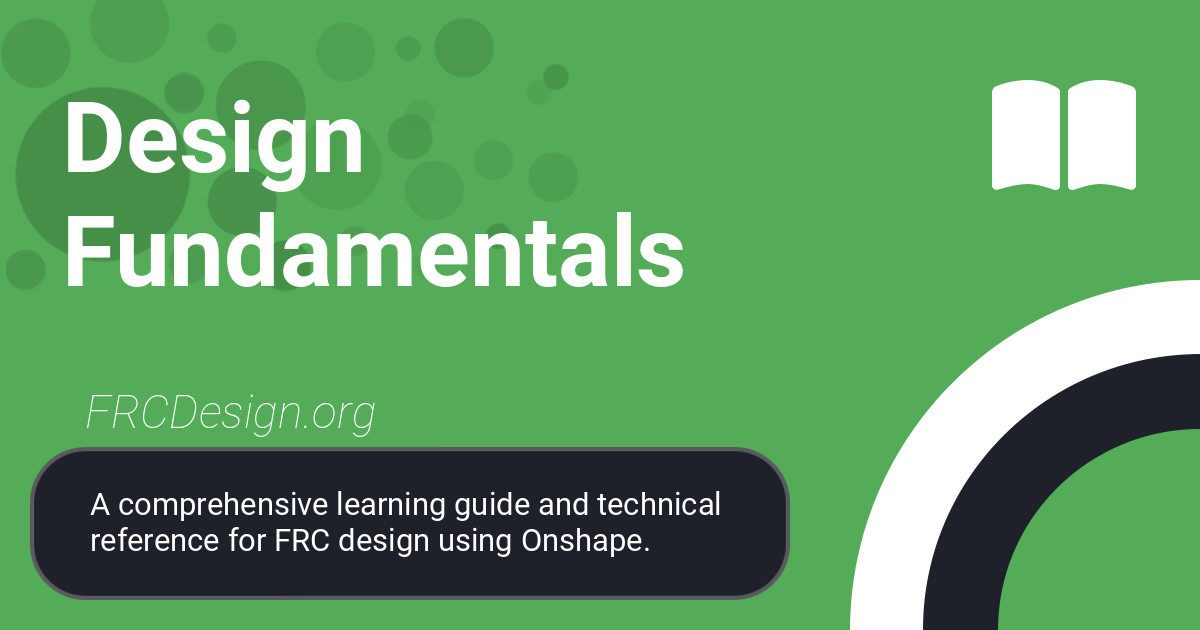 Design
Fundamentals
FRCDesign.org
A comprehensive learning guide and technical
reference for FRC design using Onshape.